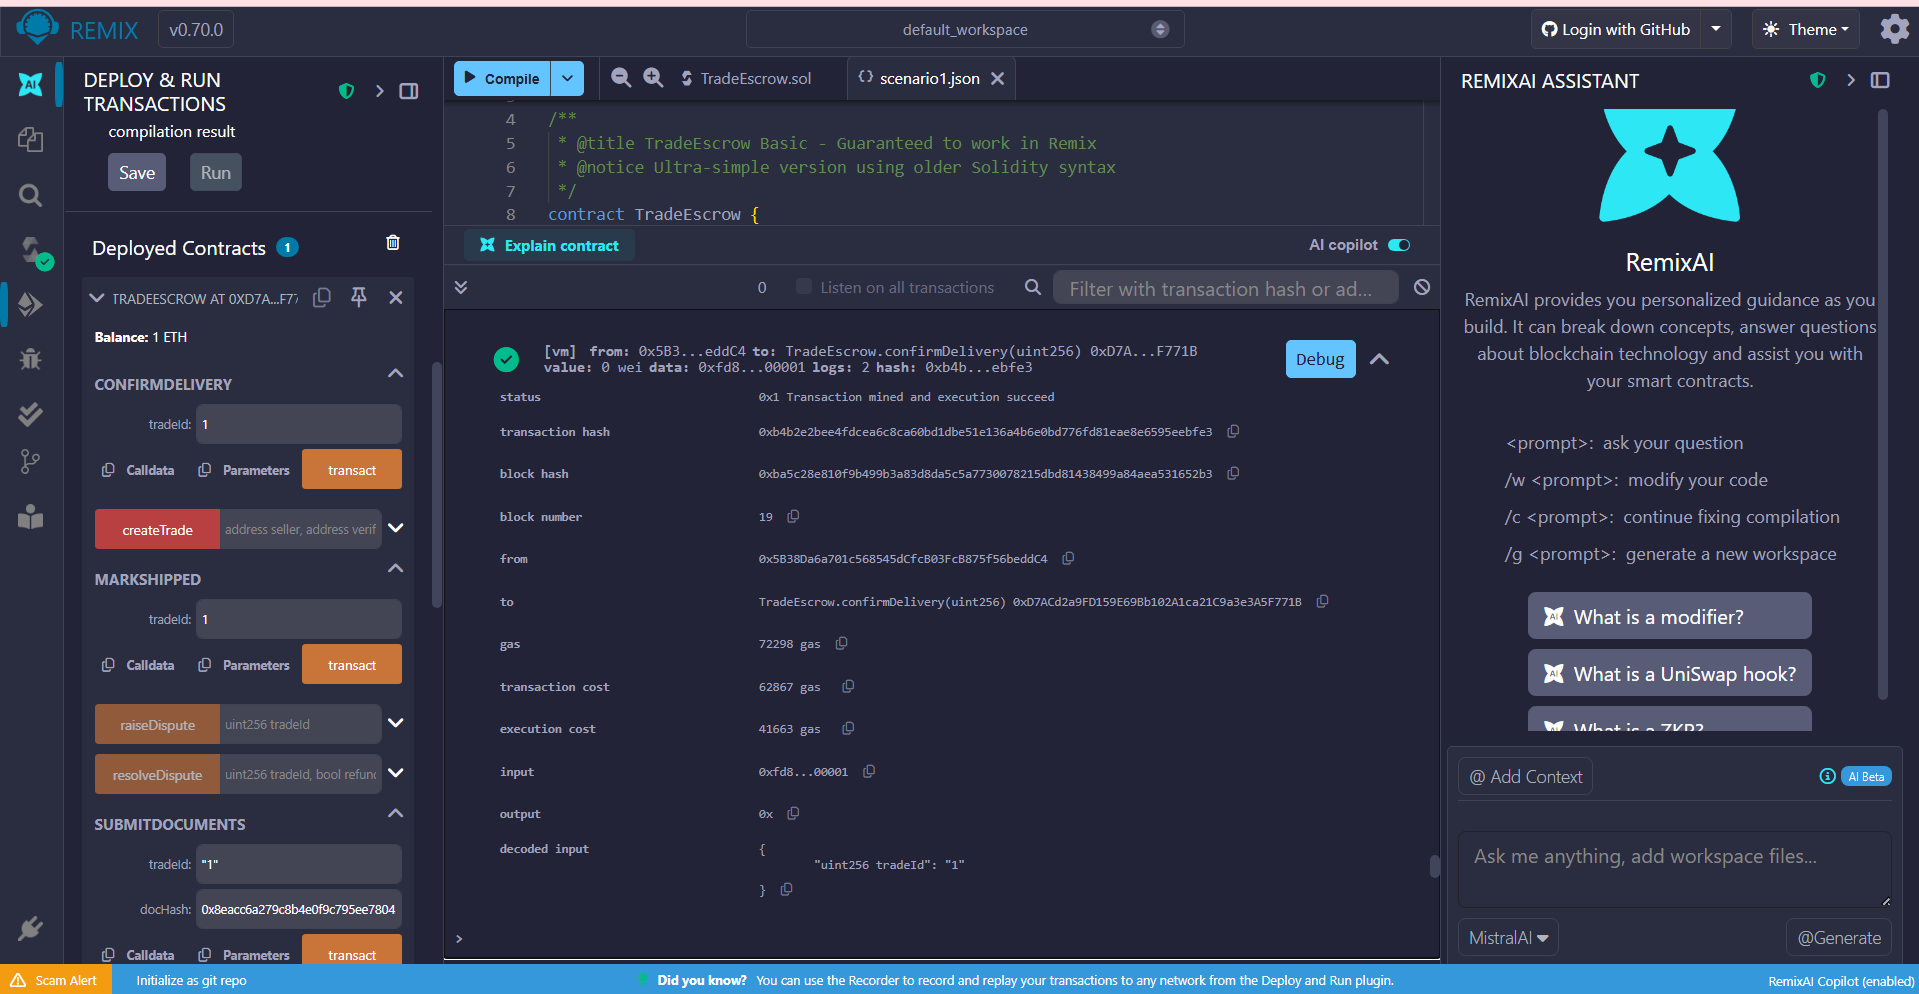 REMIX
v0.70.0
default_workspace
Login with GitHub
Theme
DEPLOY & RUN
TRANSACTIONS
compilation result
Save
Run
Deployed Contracts
1
TRADEESCROW AT 0XD7A...F77
Balance: 1 ETH
CONFIRMDELIVERY
tradeId:
1
Calldata
Parameters
transact
createTrade
address seller, address verif
MARKSHIPPED
tradeId:
1
Calldata
Parameters
transact
raiseDispute
uint256 tradeId
resolveDispute
uint256 tradeId, bool refund
SUBMITDOCUMENTS
tradeId:
"1"
docHash:
0x8eacc6a279c8b4e0f9c795ee7804
Calldata
Parameters
transact
Compile
TradeEscrow.sol
scenario1.json
4 /**
5 * @title TradeEscrow Basic - Guaranteed to work in Remix
6 * @notice Ultra-simple version using older Solidity syntax
7 */
8 contract TradeEscrow {
Explain contract
AI copilot
0
Listen on all transactions
Filter with transaction hash or ad...
[vm] from: 0x5B3...eddC4 to: TradeEscrow.confirmDelivery(uint256) 0xD7A...F771B
value: 0 wei data: 0xfd8...00001 logs: 2 hash: 0xb4b...ebfe3
Debug
status 0x1 Transaction mined and execution succeed
transaction hash 0xb4b2e2bee4fdcea6c8ca60bd1dbe51e136a4b6e0bd776fd81eae8e6595eebfe3
block hash 0xba5c28e810f9b499b3a83d8da5c5a7730078215dbd81438499a84aea531652b3
block number 19
from 0x5B38Da6a701c568545dCfcB03FcB875f56beddC4
to TradeEscrow.confirmDelivery(uint256) 0xD7ACd2a9FD159E69Bb102A1ca21C9a3e3A5F771B
gas 72298 gas
transaction cost 62867 gas
execution cost 41663 gas
input 0xfd8...00001
output 0x
decoded input {
"uint256 tradeId": "1"
}
>
REMIXAI ASSISTANT
RemixAI
RemixAI provides you personalized guidance as you
build. It can break down concepts, answer questions
about blockchain technology and assist you with
your smart contracts.
<prompt>: ask your question
/w <prompt>: modify your code
/c <prompt>: continue fixing compilation
/g <prompt>: generate a new workspace
What is a modifier?
What is a UniSwap hook?
What is a ZKP?
@ Add Context
AI Beta
Ask me anything, add workspace files...
MistralAI
@Generate
Scam Alert
Initialize as git repo
Did you know? You can use the Recorder to record and replay your transactions to any network from the Deploy and Run plugin.
RemixAI Copilot (enabled)